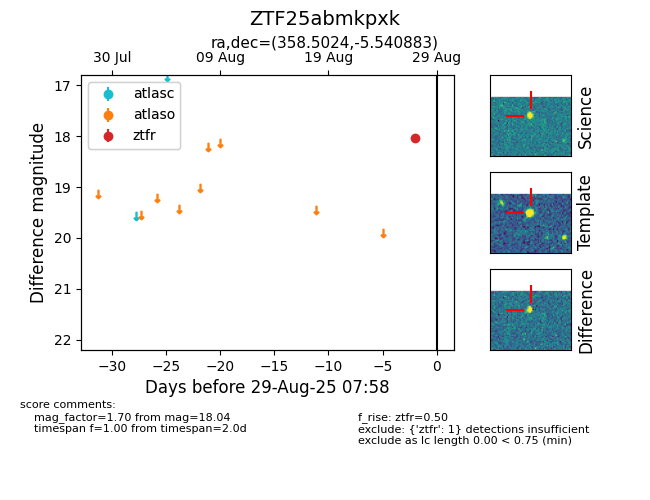 ZTF25abmkpxk
ra,dec=(358.5024,-5.540883)
30 Jul 09 Aug 19 Aug 29 Aug
atlasc
atlaso
ztfr
17
18
19
20
21
22
Difference magnitude
−30 −25 −20 −15 −10 −5 0
Days before 29-Aug-25 07:58
Science
Template
Difference
score comments:
mag_factor=1.70 from mag=18.04
timespan f=1.00 from timespan=2.0d
f_rise: ztfr=0.50
exclude: {'ztfr': 1} detections insufficient
exclude as lc length 0.00 < 0.75 (min)